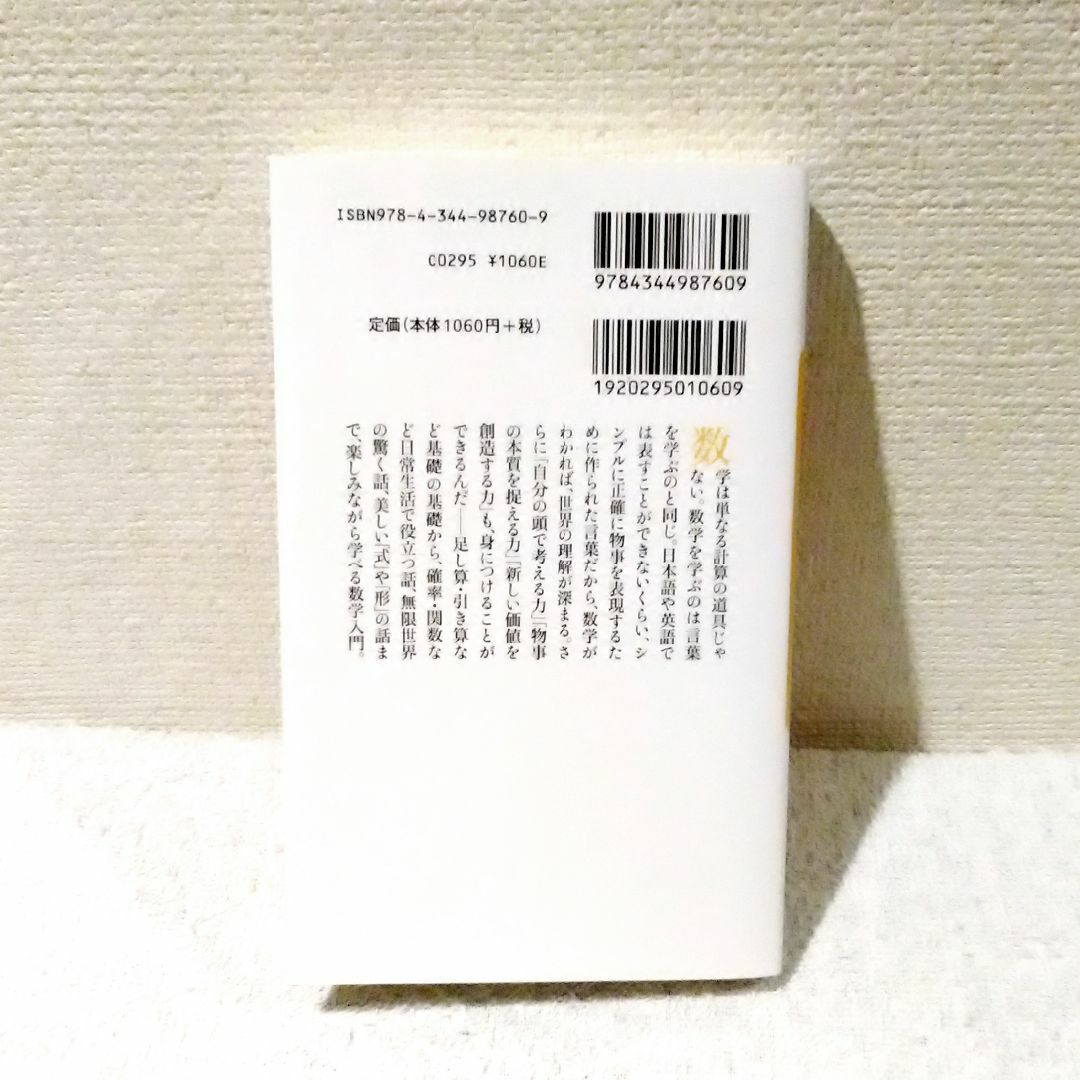 ISBN978-4-344-98760-9
C0295 ¥1060E
定価(本体1060円+税)
9784344987609
1920295010609
数学は単なる計算の道具じゃ
ない。数学を学ぶのは言葉
を学ぶのと同じ。日本語や英語で
は表すことができないくらい、シ
ンプルに正確に物事を表現するた
めに作られた言葉だから、数学が
わかれば、世界の理解が深まる。さ
らに「自分の頭で考える力」「物事
の本質を捉える力」「新しい価値を
創造する力」も、身につけることが
できるんだ――足し算・引き算な
ど基礎の基礎から、確率・関数な
ど日常生活で役立つ話、無限世界
の驚く話、美しい「式」や「形」の話ま
で、楽しみながら学べる数学入門。